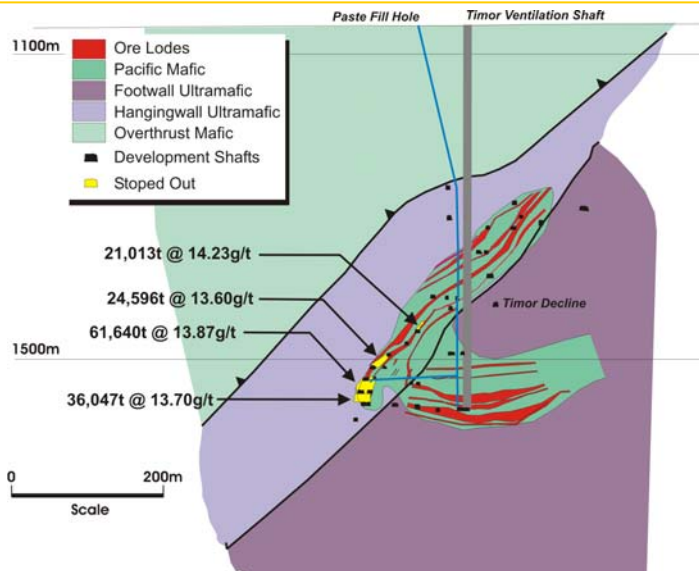 Paste Fill Hole
Timor Ventilation Shaft
1100m
Ore Lodes
Pacific Mafic
Footwall Ultramafic
Hangingwall Ultramafic
Overthrust Mafic
Development Shafts
Stoped Out
21,013t @ 14.23g/t
24,596t @ 13.60g/t
Timor Decline
61,640t @ 13.87g/t
1500m
36,047t @ 13.70g/t
0
200m
Scale